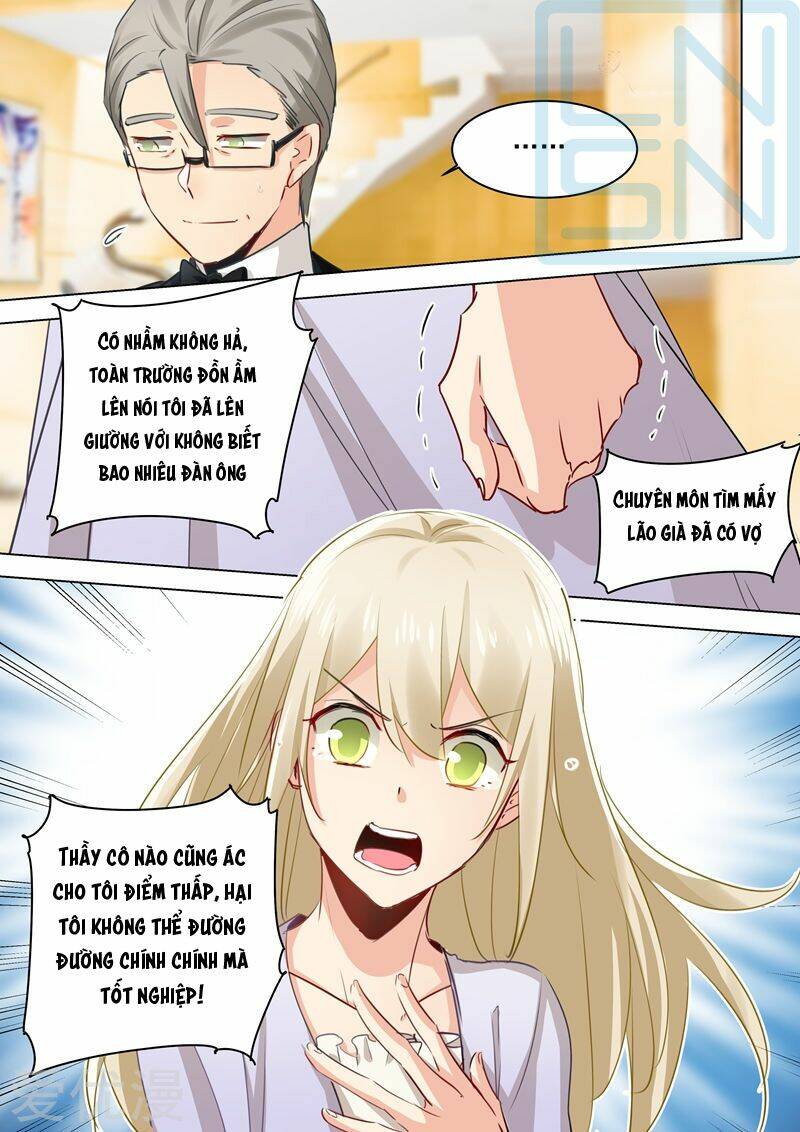 ......
LNGN
Có nhầm không hả,
toàn trường đồn ầm
lên nói tôi đã lên
giường với không biết
bao nhiêu đàn ông
Chuyên môn tìm mấy
lão già đã có vợ
Thầy cô nào cũng ác
cho tôi điểm thấp, hại
tôi không thể đường
đường chính chính mà
tốt nghiệp!
爱优漫